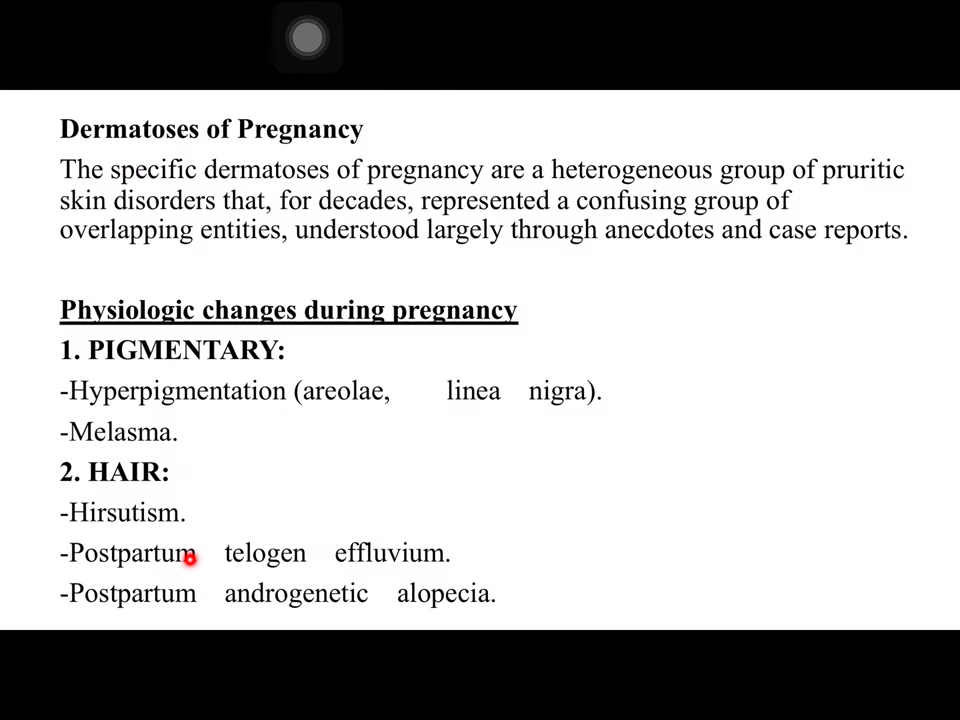 Dermatoses of Pregnancy
The specific dermatoses of pregnancy are a heterogeneous group of pruritic
skin disorders that, for decades, represented a confusing group of
overlapping entities, understood largely through anecdotes and case reports.
Physiologic changes during pregnancy
1. PIGMENTARY:
-Hyperpigmentation (areolae, linea nigra).
-Melasma.
2. HAIR:
-Hirsutism.
-Postpartum telogen effluvium.
-Postpartum androgenetic alopecia.